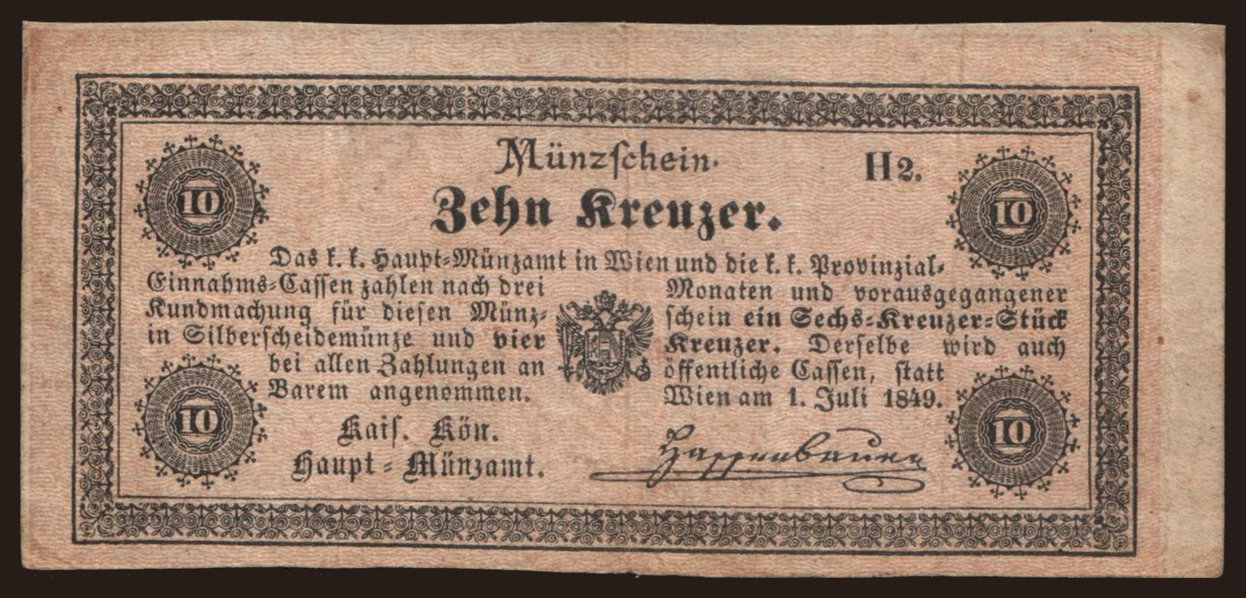 Münzschein.
H2.
Zehn Kreuzer.
10
10
Das k. k. Haupt-Münzamt in Wien und die k. k. Provinzial-
Einnahms-Cassen zahlen nach drei Monaten und vorausgegangener
Kundmachung für diesen Münz- schein ein Sechs-Kreuzer-Stück
in Silberscheidemünze und vier Kreuzer. Derselbe wird auch
bei allen Zahlungen an öffentliche Cassen, statt
Barem angenommen. Wien am 1. Juli 1849.
10
10
Kais. Kön.
Haupt-Münzamt.